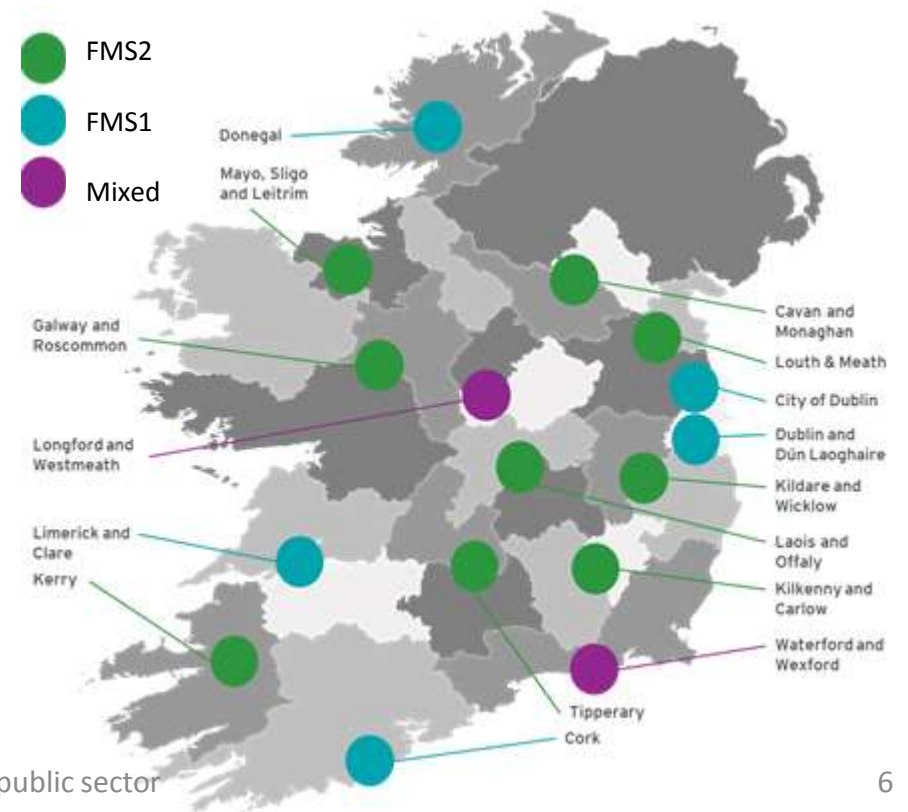 FMS2
FMS1
Mixed
Donegal
Mayo, Sligo
and Leitrim
Galway and
Roscommon
Longford and
Westmeath
Limerick and
Clare
Kerry
Cavan and
Monaghan
Louth & Meath
City of Dublin
Dublin and
Dún Laoghaire
Kildare and
Wicklow
Laois and
Offaly
Kilkenny and
Carlow
Waterford and
Wexford
Tipperary
Cork
public sector
6